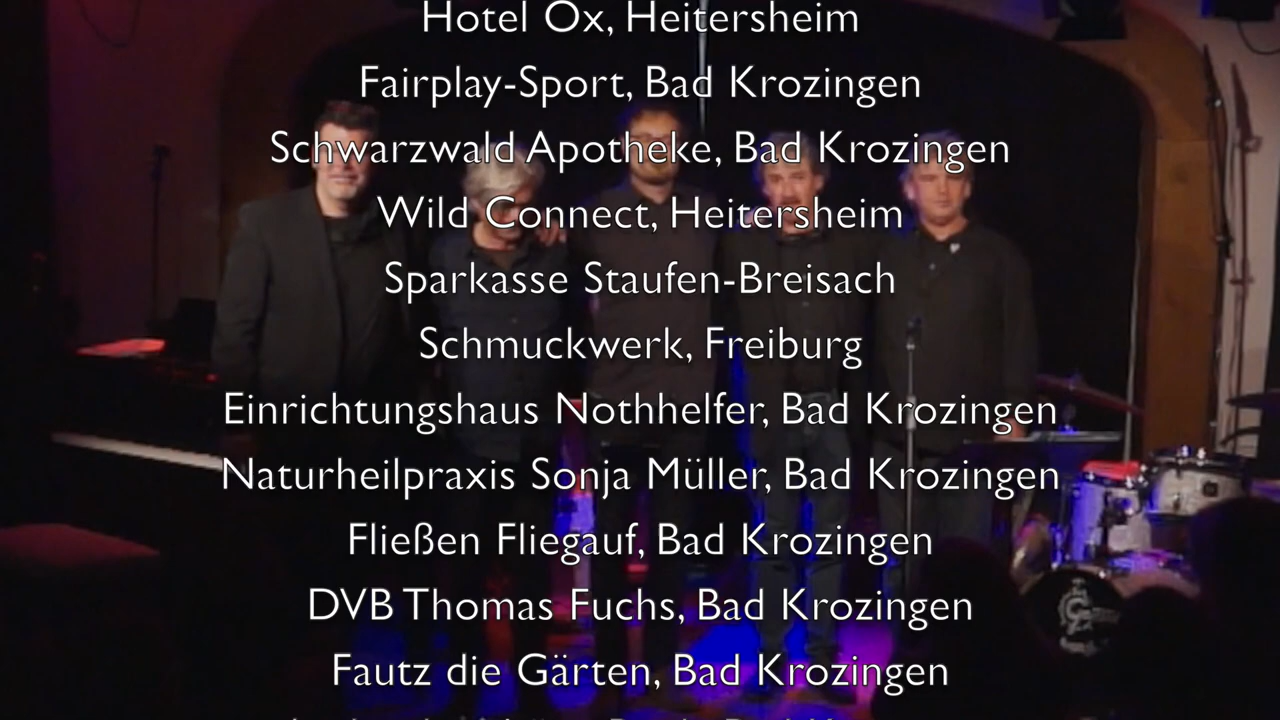 Hotel Ox, Heitersheim
Fairplay-Sport, Bad Krozingen
Schwarzwald Apotheke, Bad Krozingen
Wild Connect, Heitersheim
Sparkasse Staufen-Breisach
Schmuckwerk, Freiburg
Einrichtungshaus Nothhelfer, Bad Krozingen
Naturheilpraxis Sonja Müller, Bad Krozingen
Fließen Fliegauf, Bad Krozingen
DVB Thomas Fuchs, Bad Krozingen
Fautz die Gärten, Bad Krozingen